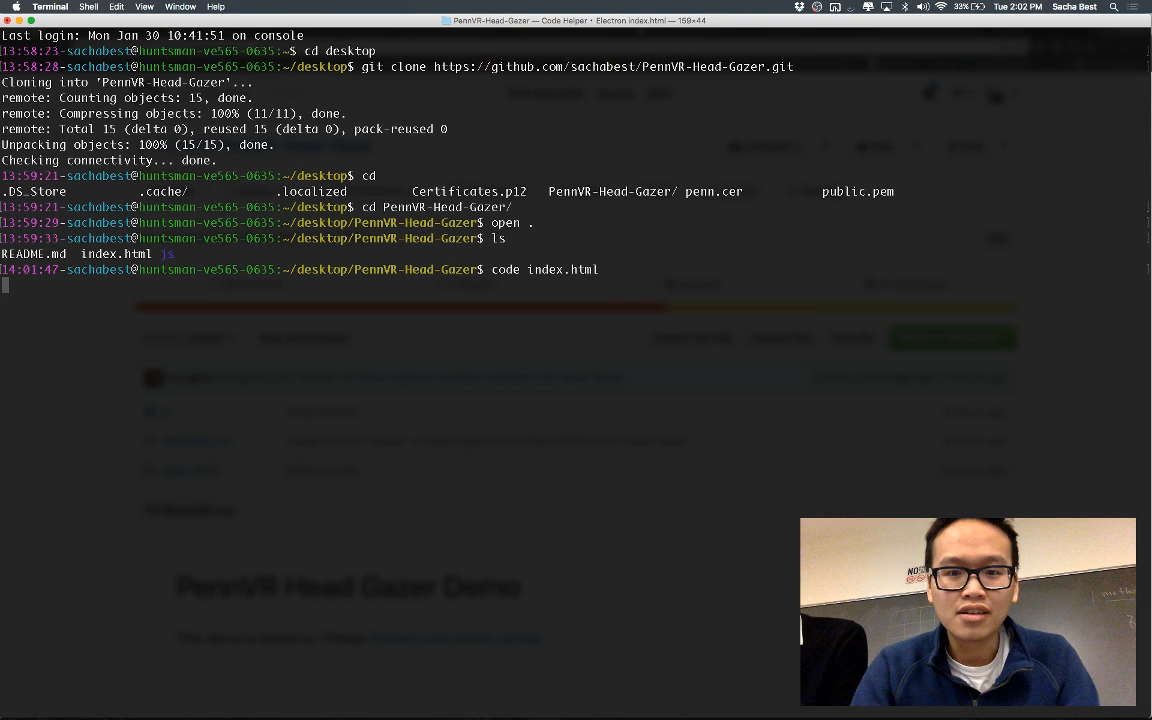 Terminal Shell Edit View Window Help 33% Tue 2:02 PM Sacha Best
PennVR-Head-Gazer — Code Helper • Electron index.html — 159×44
Last login: Mon Jan 30 10:41:51 on console
[13:58:23-sachabest@huntsman-ve565-0635:~$ cd desktop
[13:58:28-sachabest@huntsman-ve565-0635:~/desktop$ git clone https://github.com/sachabest/PennVR-Head-Gazer.git
Cloning into 'PennVR-Head-Gazer'...
remote: Counting objects: 15, done.
remote: Compressing objects: 100% (11/11), done.
remote: Total 15 (delta 0), reused 15 (delta 0), pack-reused 0
Unpacking objects: 100% (15/15), done.
Checking connectivity... done.
13:59:21-sachabest@huntsman-ve565-0635:~/desktop$ cd
.DS_Store .cache/ .localized Certificates.p12 PennVR-Head-Gazer/ penn.cer public.pem
[13:59:21-sachabest@huntsman-ve565-0635:~/desktop$ cd PennVR-Head-Gazer/
[13:59:29-sachabest@huntsman-ve565-0635:~/desktop/PennVR-Head-Gazer$ open .
[13:59:33-sachabest@huntsman-ve565-0635:~/desktop/PennVR-Head-Gazer$ ls
README.md index.html js
[14:01:47-sachabest@huntsman-ve565-0635:~/desktop/PennVR-Head-Gazer$ code index.html
PennVR Head Gazer Demo